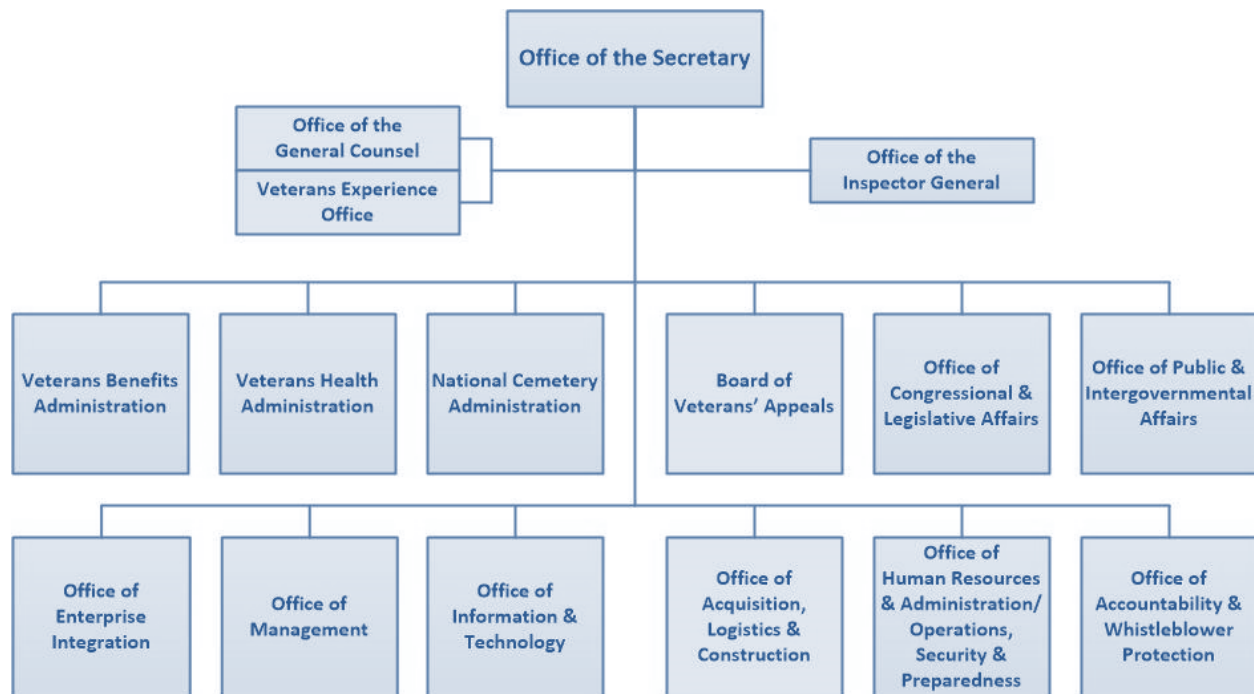 Office of the Secretary
Office of the
General Counsel
Veterans Experience
Office
Office of the
Inspector General
Veterans Benefits
Administration
Veterans Health
Administration
National Cemetery
Administration
Board of
Veterans’ Appeals
Office of
Congressional &
Legislative Affairs
Office of Public &
Intergovernmental
Affairs
Office of
Enterprise
Integration
Office of
Management
Office of
Information &
Technology
Office of
Acquisition,
Logistics &
Construction
Office of
Human Resources
& Administration/
Operations,
Security &
Preparedness
Office of
Accountability &
Whistleblower
Protection